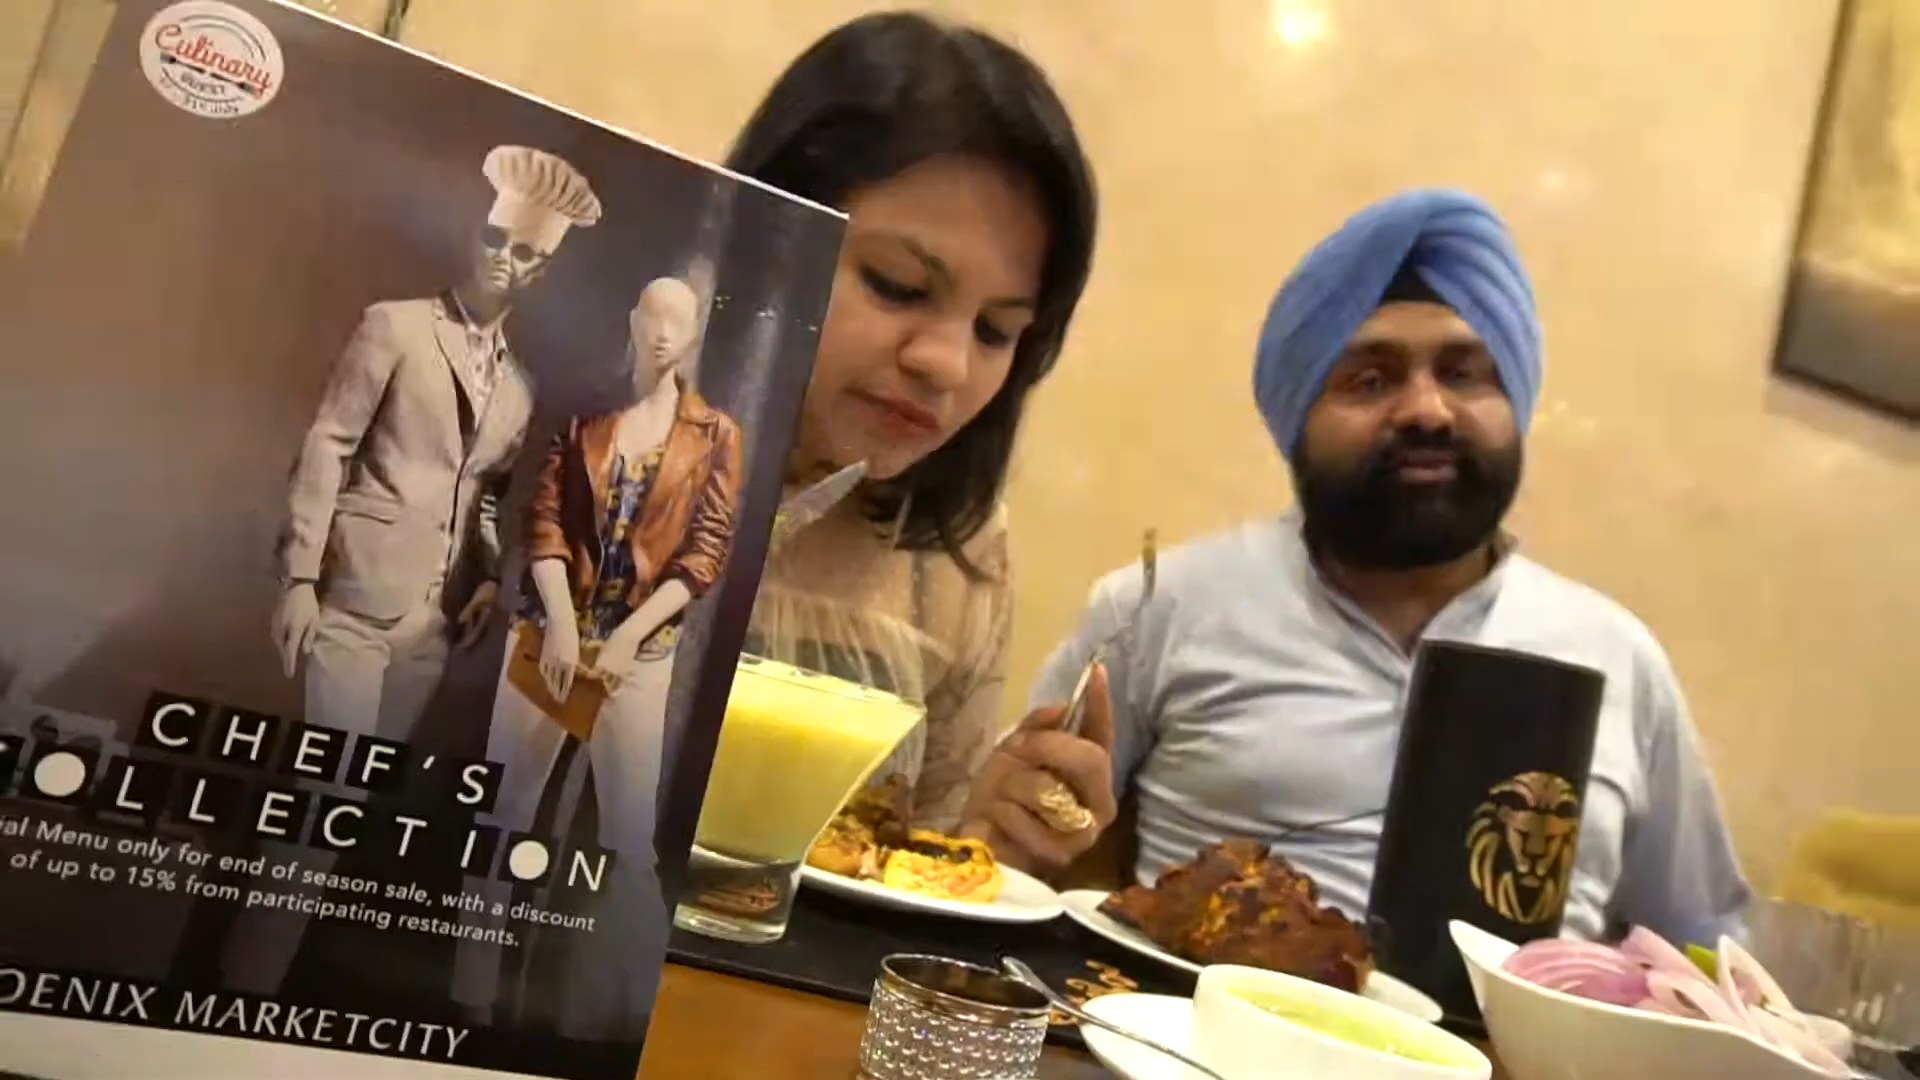 Culinary
CHEF'S
COLLECTION
ial Menu only for end of season sale, with a discount
of up to 15% from participating restaurants.
OENIX MARKETCITY